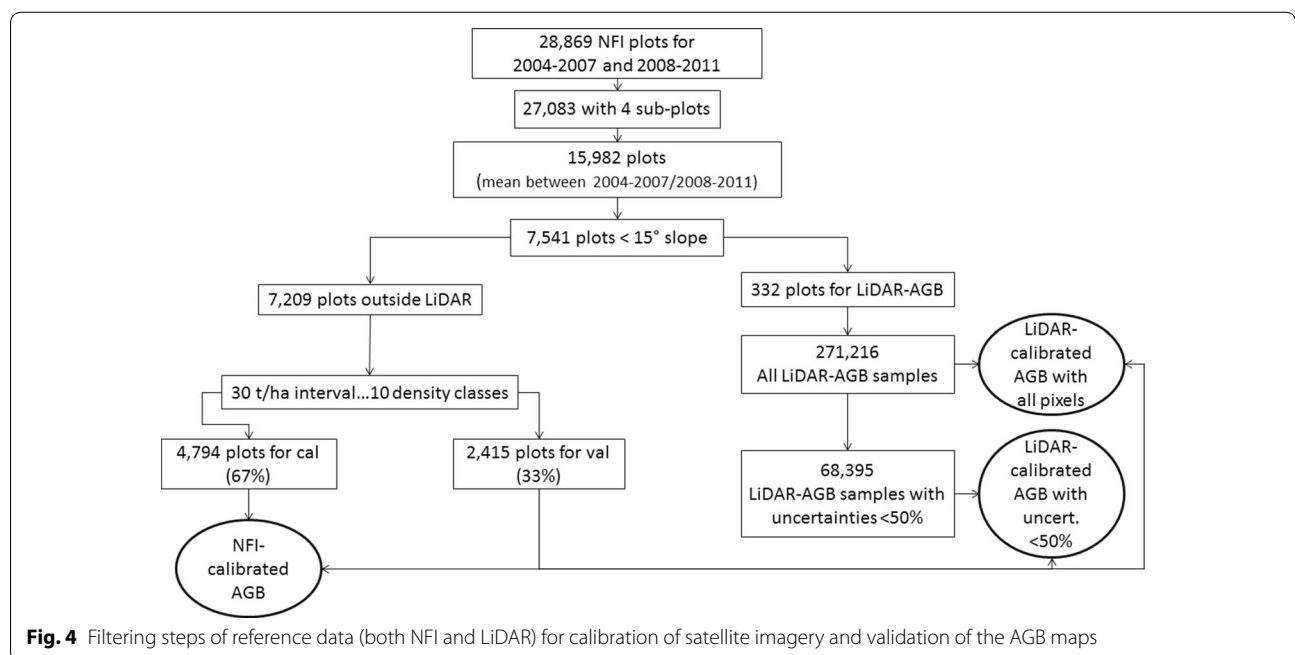 28,869 NFI plots for
2004-2007 and 2008-2011
27,083 with 4 sub-plots
15,982 plots
(mean between 2004-2007/2008-2011)
7,541 plots < 15° slope
7,209 plots outside LiDAR
332 plots for LiDAR-AGB
271,216
All LiDAR-AGB samples
LiDAR-
calibrated
AGB with
all pixels
30 t/ha interval...10 density classes
4,794 plots for cal
(67%)
2,415 plots for val
(33%)
68,395
LiDAR-AGB samples with
uncertainties <50%
LiDAR-
calibrated
AGB with
uncert.
<50%
NFI-
calibrated
AGB
Fig. 4 Filtering steps of reference data (both NFI and LiDAR) for calibration of satellite imagery and validation of the AGB maps